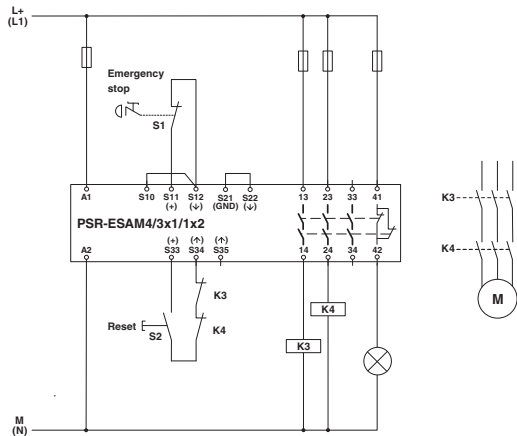 L+
(L1)
Emergency
stop
S1
A1
S10
S11
(+)
S12
(↓)
S21
(GND)
S22
(↓)
13
23
33
41
PSR-ESAM4/3x1/1x2
K3
A2
(+)
S33
(↑)
S34
(↑)
S35
14
24
34
42
K4
K3
M
Reset
S2
K4
K4
K3
M
(N)